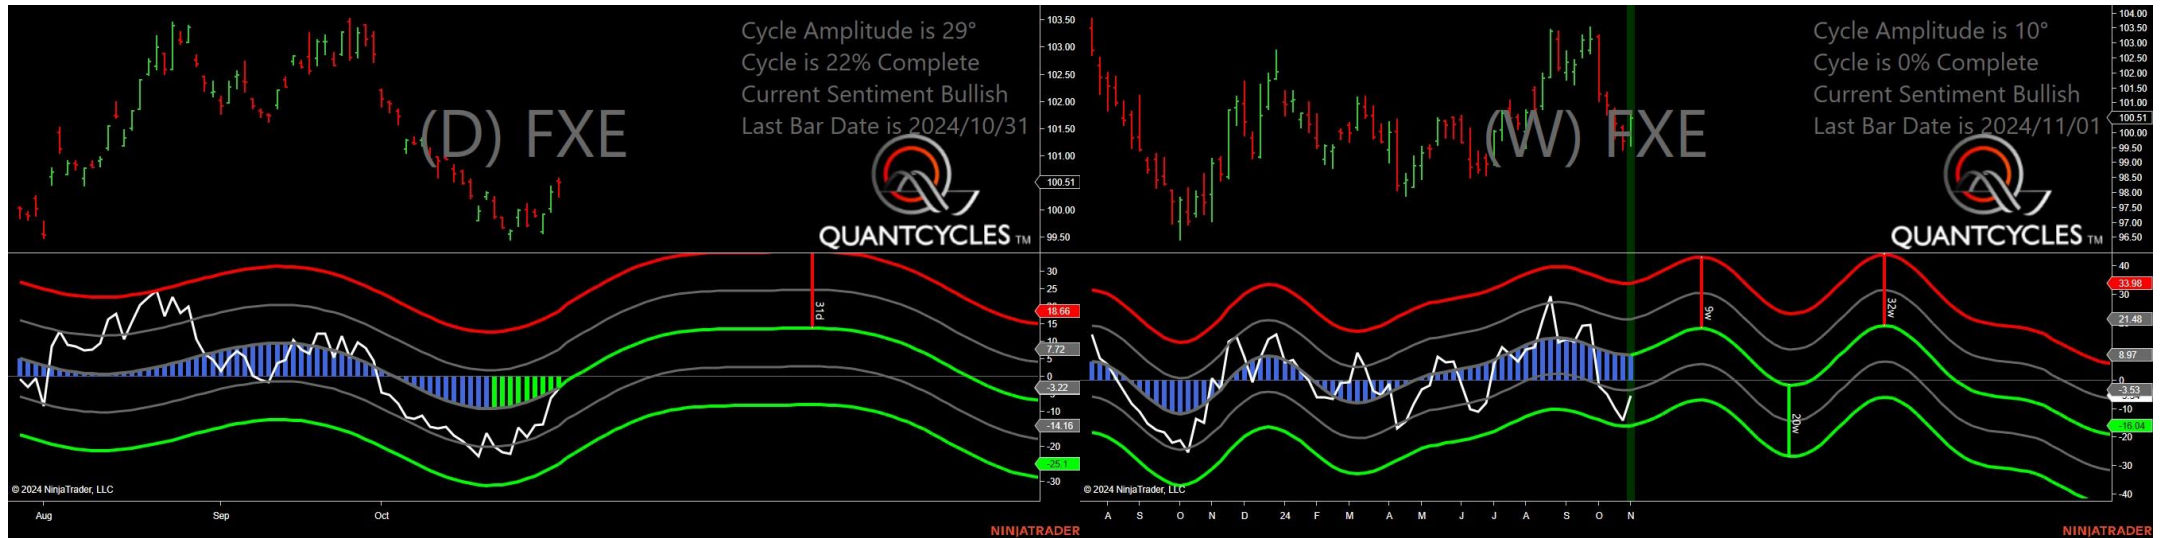 Cycle Amplitude is 29°
Cycle is 22% Complete
Current Sentiment Bullish
Last Bar Date is 2024/10/31
(D) FXE
QUANTCYCLES TM
103.50
103.00
102.50
102.00
101.50
101.00
100.51
100.00
99.50
31d
30
25
18.66
15
10
7.72
5
0
-3.22
-10
-14.16
-20
-25.1
-30
© 2024 NinjaTrader, LLC
Aug Sep Oct
NINJATRADER
Cycle Amplitude is 10°
Cycle is 0% Complete
Current Sentiment Bullish
Last Bar Date is 2024/11/01
(W) FXE
QUANTCYCLES TM
104.00
103.50
103.00
102.50
102.00
101.50
101.00
100.51
100.00
99.50
99.00
98.50
98.00
97.50
97.00
96.50
9w
32w
20w
40
33.98
30
21.48
8.97
0
-3.53
-10
-16.04
-20
-30
-40
© 2024 NinjaTrader, LLC
A S O N D 24 F M A M J J A S O N
NINJATRADER